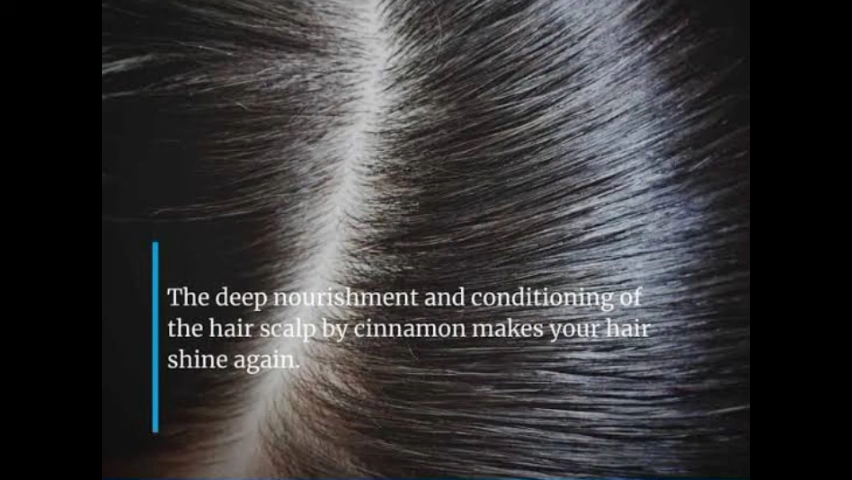 The deep nourishment and conditioning of
the hair scalp by cinnamon makes your hair
shine again.